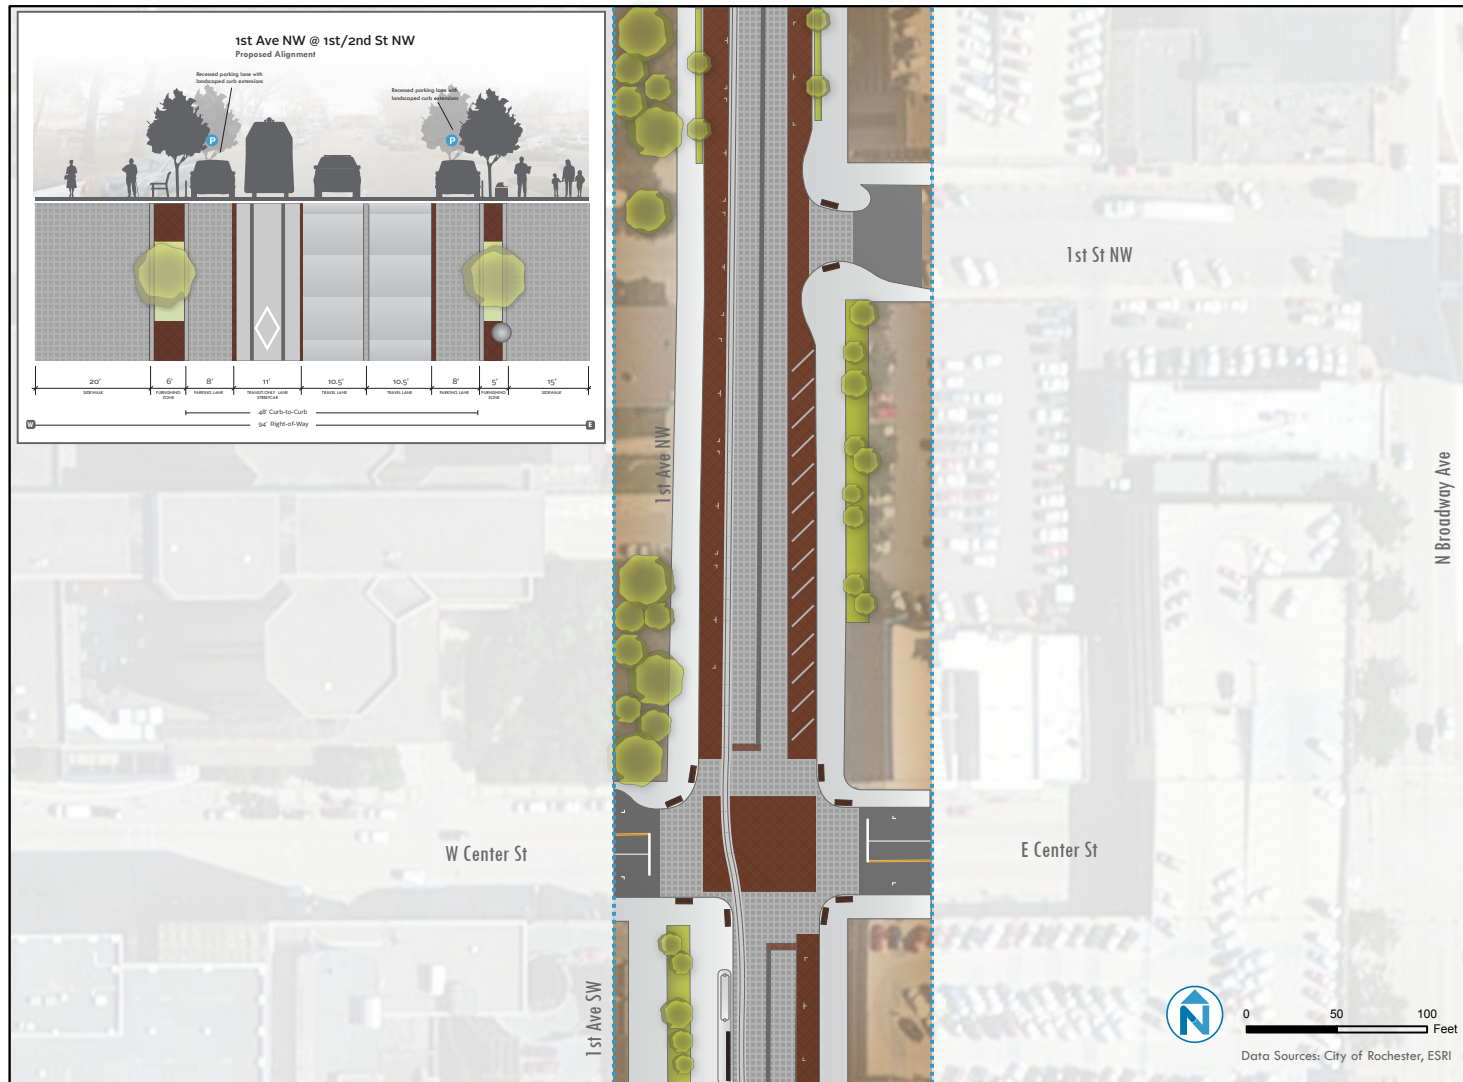 1st Ave NW @ 1st/2nd St NW
Proposed Alignment
Recessed parking lane with
landscaped curb extensions
Recessed parking lane with
landscaped curb extensions
P
P
20'
6'
8'
11'
10.5'
10.5'
8'
5'
15'
SIDEWALK
FURNISHING
ZONE
PARKING LANE
TRANSIT-ONLY LANE
STREETCAR
TRAVEL LANE
TRAVEL LANE
PARKING LANE
FURNISHING
ZONE
SIDEWALK
48' Curb-to-Curb
W
94' Right-of-Way
E
1st St NW
1st Ave NW
N Broadway Ave
W Center St
E Center St
1st Ave SW
N
0
50
100
Feet
Data Sources: City of Rochester, ESRI